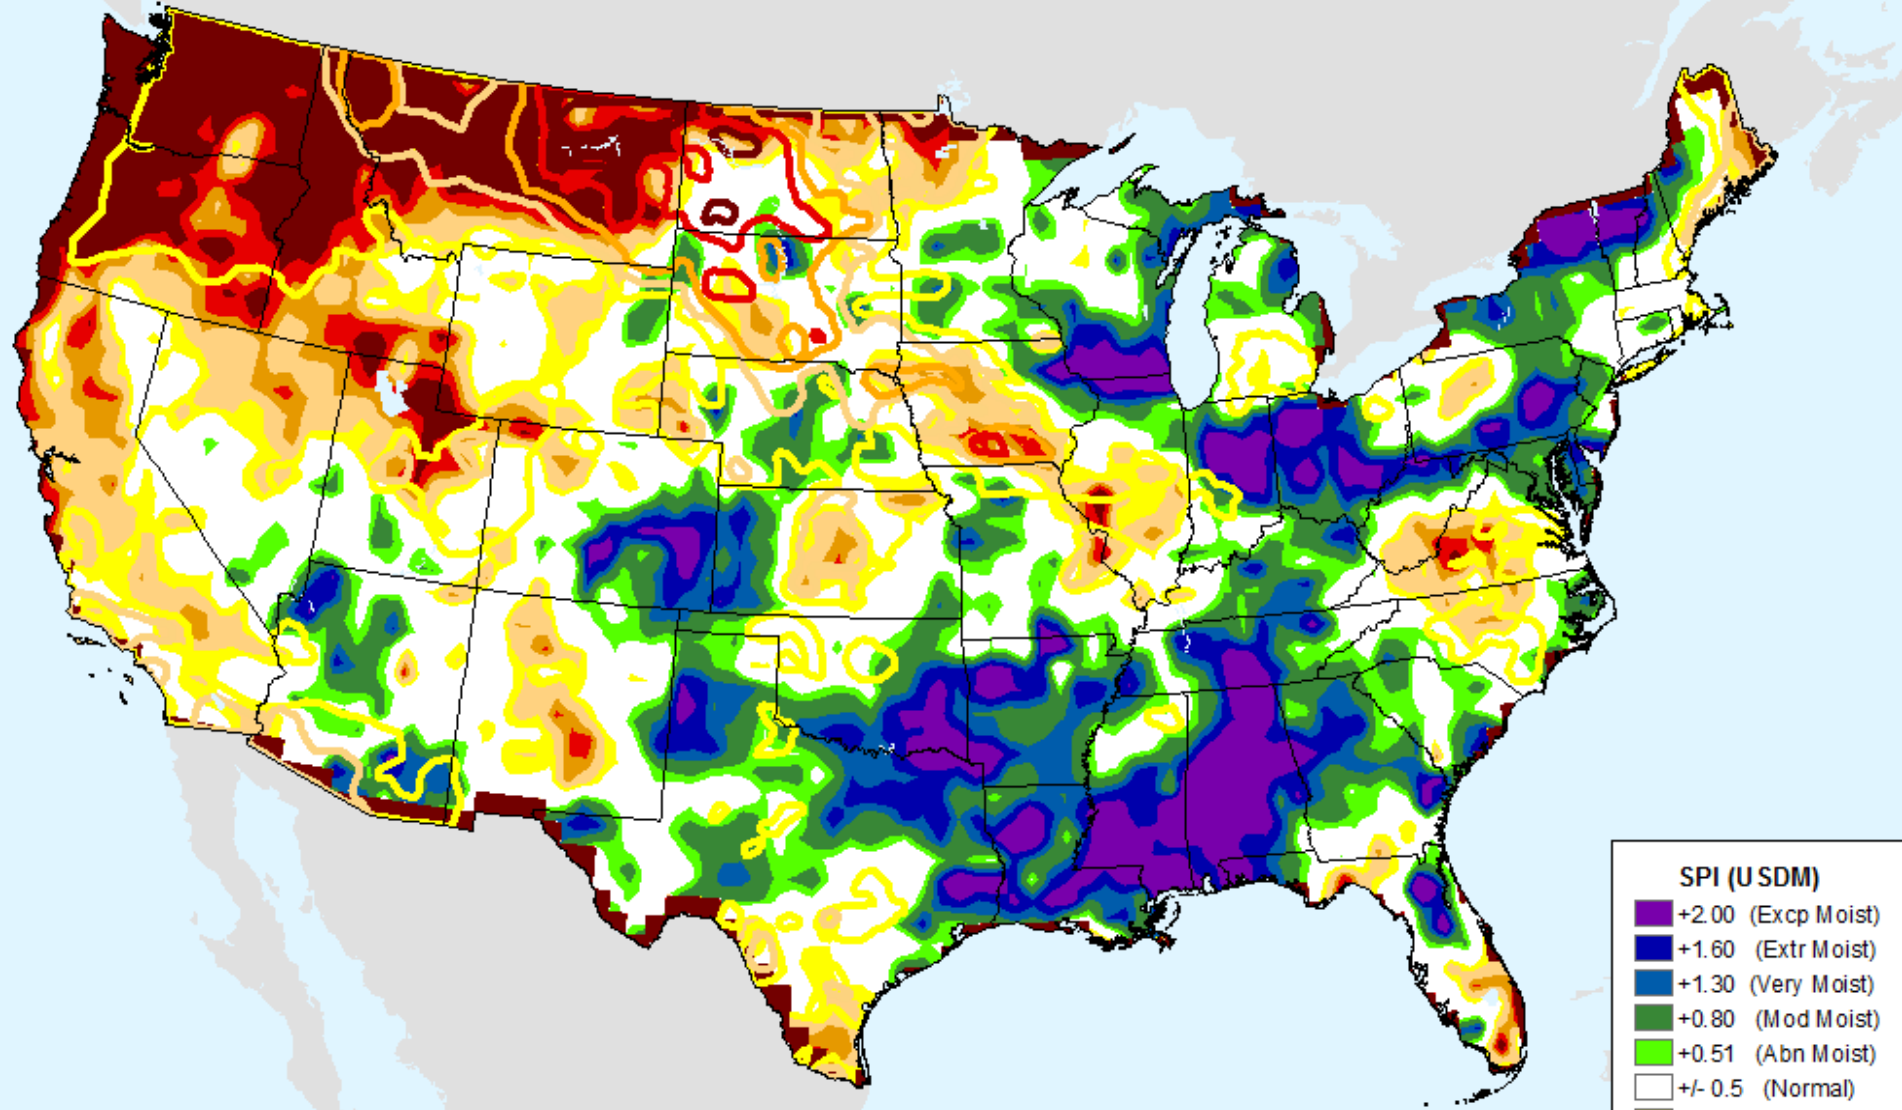 SPI (USDM)
+2.00 (Excp Moist)
+1.60 (Extr Moist)
+1.30 (Very Moist)
+0.80 (Mod Moist)
+0.51 (Abn Moist)
+/- 0.5 (Normal)